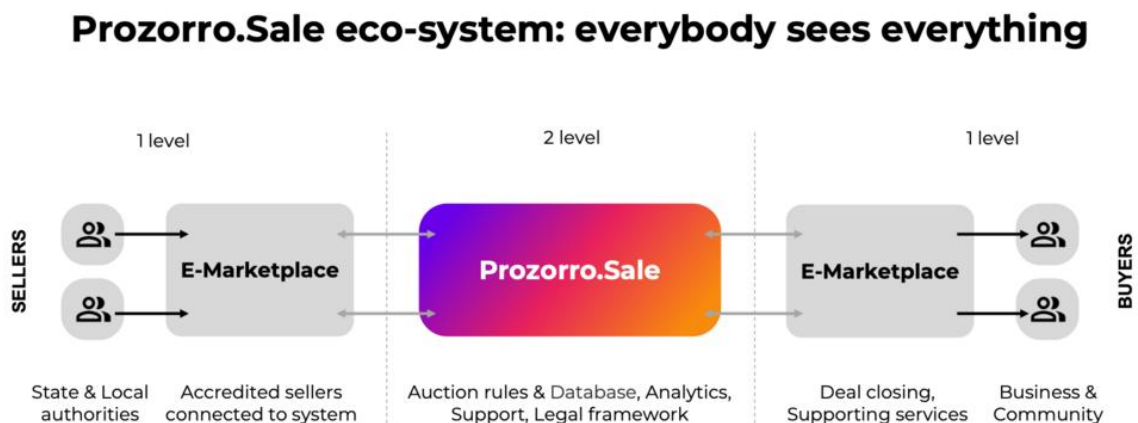 Prozorro.Sale eco-system: everybody sees everything
1 level
2 level
1 level
SELLERS
E-Marketplace
Prozorro.Sale
E-Marketplace
BUYERS
State & Local
authorities
Accredited sellers
connected to system
Auction rules & Database, Analytics,
Support, Legal framework
Deal closing,
Supporting services
Business &
Community